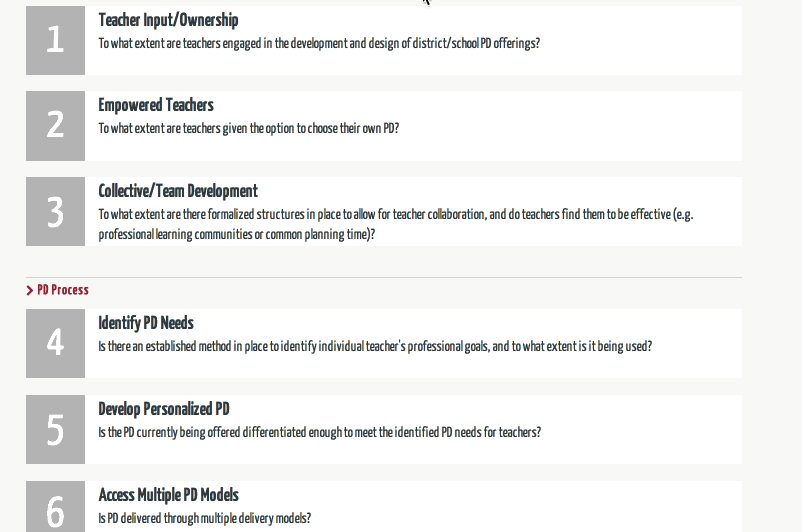 1
Teacher Input/Ownership
To what extent are teachers engaged in the development and design of district/school PD offerings?
2
Empowered Teachers
To what extent are teachers given the option to choose their own PD?
3
Collective/Team Development
To what extent are there formalized structures in place to allow for teacher collaboration, and do teachers find them to be effective (e.g.
professional learning communities or common planning time)?
PD Process
4
Identify PD Needs
Is there an established method in place to identify individual teacher's professional goals, and to what extent is it being used?
5
Develop Personalized PD
Is the PD currently being offered differentiated enough to meet the identified PD needs for teachers?
6
Access Multiple PD Models
Is PD delivered through multiple delivery models?